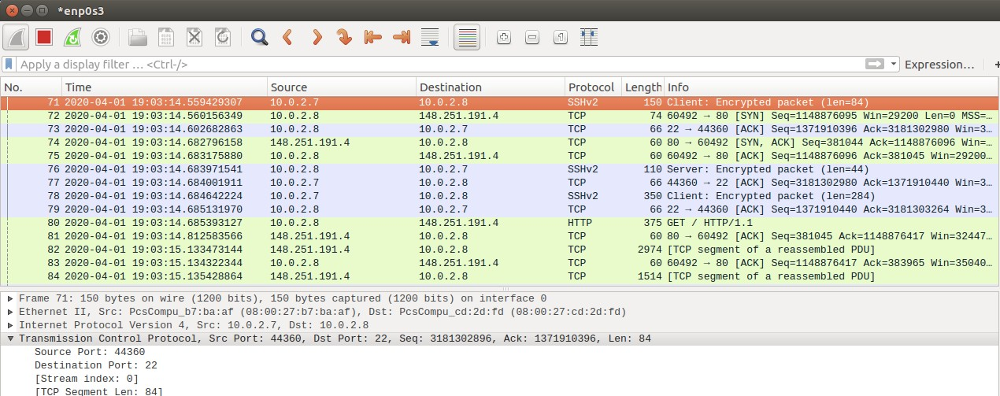 *enp0s3
Apply a display filter … <Ctrl-/>
Expression…
No. Time Source Destination Protocol Length Info
71 2020-04-01 19:03:14.559429307 10.0.2.7 10.0.2.8 SSHv2 150 Client: Encrypted packet (len=84)
72 2020-04-01 19:03:14.560156349 10.0.2.8 148.251.191.4 TCP 74 60492 → 80 [SYN] Seq=1148876095 Win=29200 Len=0 MSS=…
73 2020-04-01 19:03:14.602682863 10.0.2.8 10.0.2.7 TCP 66 22 → 44360 [ACK] Seq=1371910396 Ack=3181302980 Win=3…
74 2020-04-01 19:03:14.682796158 148.251.191.4 10.0.2.8 TCP 60 80 → 60492 [SYN, ACK] Seq=381044 Ack=1148876096 Win=…
75 2020-04-01 19:03:14.683175880 10.0.2.8 148.251.191.4 TCP 60 60492 → 80 [ACK] Seq=1148876096 Ack=381045 Win=29200…
76 2020-04-01 19:03:14.683971541 10.0.2.8 10.0.2.7 SSHv2 110 Server: Encrypted packet (len=44)
77 2020-04-01 19:03:14.684001911 10.0.2.7 10.0.2.8 TCP 66 44360 → 22 [ACK] Seq=3181302980 Ack=1371910440 Win=3…
78 2020-04-01 19:03:14.684642224 10.0.2.7 10.0.2.8 SSHv2 350 Client: Encrypted packet (len=284)
79 2020-04-01 19:03:14.685131970 10.0.2.8 10.0.2.7 TCP 66 22 → 44360 [ACK] Seq=1371910440 Ack=3181303264 Win=3…
80 2020-04-01 19:03:14.685393127 10.0.2.8 148.251.191.4 HTTP 375 GET / HTTP/1.1
81 2020-04-01 19:03:14.812583566 148.251.191.4 10.0.2.8 TCP 60 80 → 60492 [ACK] Seq=381045 Ack=1148876417 Win=32447…
82 2020-04-01 19:03:15.133473144 148.251.191.4 10.0.2.8 TCP 2974 [TCP segment of a reassembled PDU]
83 2020-04-01 19:03:15.134322344 10.0.2.8 148.251.191.4 TCP 60 60492 → 80 [ACK] Seq=1148876417 Ack=383965 Win=35040…
84 2020-04-01 19:03:15.135428864 148.251.191.4 10.0.2.8 TCP 1514 [TCP segment of a reassembled PDU]
Frame 71: 150 bytes on wire (1200 bits), 150 bytes captured (1200 bits) on interface 0
Ethernet II, Src: PcsCompu_b7:ba:af (08:00:27:b7:ba:af), Dst: PcsCompu_cd:2d:fd (08:00:27:cd:2d:fd)
Internet Protocol Version 4, Src: 10.0.2.7, Dst: 10.0.2.8
Transmission Control Protocol, Src Port: 44360, Dst Port: 22, Seq: 3181302896, Ack: 1371910396, Len: 84
Source Port: 44360
Destination Port: 22
[Stream index: 0]
[TCP Segment Len: 84]